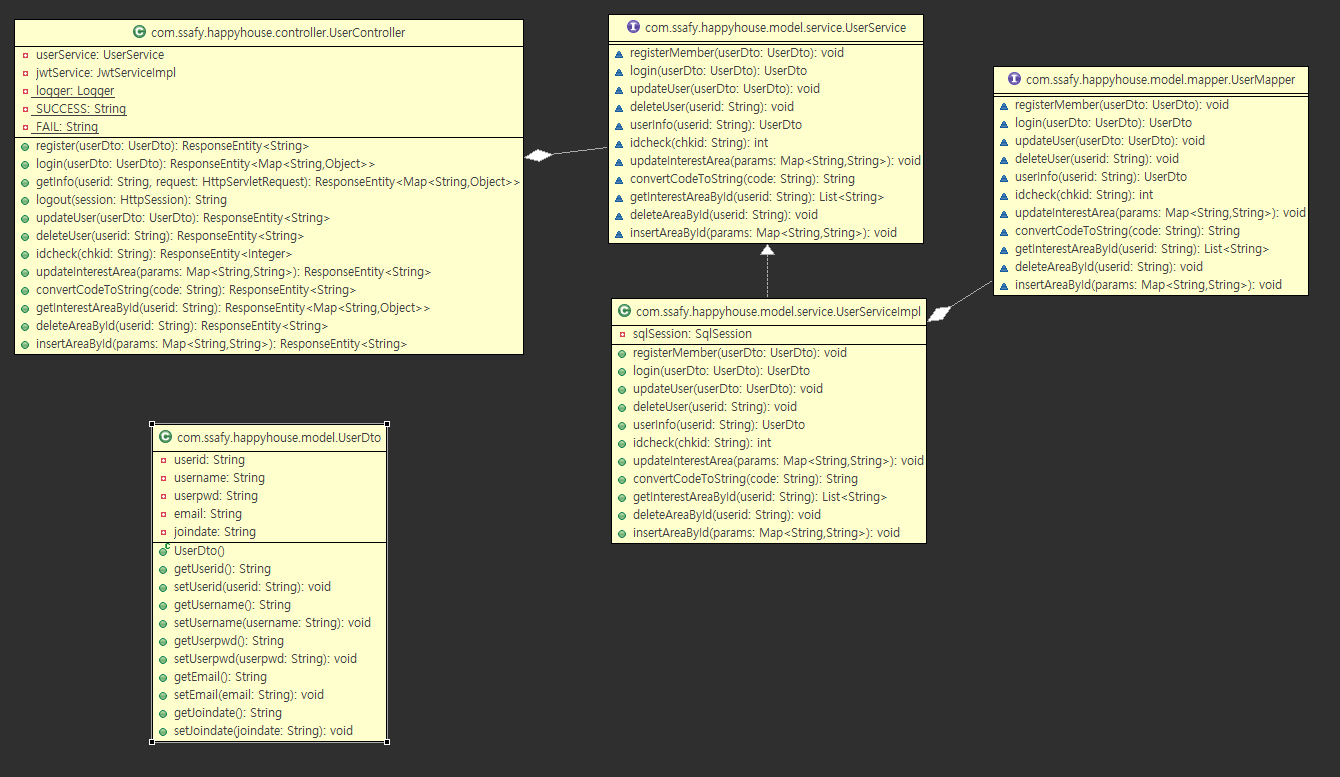 com.ssafy.happyhouse.controller.UserController
userService: UserService
jwtService: JwtServiceImpl
logger: Logger
SUCCESS: String
FAIL: String
register(userDto: UserDto): ResponseEntity<String>
login(userDto: UserDto): ResponseEntity<Map<String,Object>>
getInfo(userid: String, request: HttpServletRequest): ResponseEntity<Map<String,Object>>
logout(session: HttpSession): String
updateUser(userDto: UserDto): ResponseEntity<String>
deleteUser(userid: String): ResponseEntity<String>
idcheck(chkid: String): ResponseEntity<Integer>
updateInterestArea(params: Map<String,String>): ResponseEntity<String>
convertCodeToString(code: String): ResponseEntity<String>
getInterestAreaById(userid: String): ResponseEntity<Map<String,Object>>
deleteAreaById(userid: String): ResponseEntity<String>
insertAreaById(params: Map<String,String>): ResponseEntity<String>
com.ssafy.happyhouse.model.service.UserService
registerMember(userDto: UserDto): void
login(userDto: UserDto): UserDto
updateUser(userDto: UserDto): void
deleteUser(userid: String): void
userInfo(userid: String): UserDto
idcheck(chkid: String): int
updateInterestArea(params: Map<String,String>): void
convertCodeToString(code: String): String
getInterestAreaById(userid: String): List<String>
deleteAreaById(userid: String): void
insertAreaById(params: Map<String,String>): void
com.ssafy.happyhouse.model.mapper.UserMapper
registerMember(userDto: UserDto): void
login(userDto: UserDto): UserDto
updateUser(userDto: UserDto): void
deleteUser(userid: String): void
userInfo(userid: String): UserDto
idcheck(chkid: String): int
updateInterestArea(params: Map<String,String>): void
convertCodeToString(code: String): String
getInterestAreaById(userid: String): List<String>
deleteAreaById(userid: String): void
insertAreaById(params: Map<String,String>): void
com.ssafy.happyhouse.model.service.UserServiceImpl
sqlSession: SqlSession
registerMember(userDto: UserDto): void
login(userDto: UserDto): UserDto
updateUser(userDto: UserDto): void
deleteUser(userid: String): void
userInfo(userid: String): UserDto
idcheck(chkid: String): int
updateInterestArea(params: Map<String,String>): void
convertCodeToString(code: String): String
getInterestAreaById(userid: String): List<String>
deleteAreaById(userid: String): void
insertAreaById(params: Map<String,String>): void
com.ssafy.happyhouse.model.UserDto
userid: String
username: String
userpwd: String
email: String
joindate: String
UserDto()
getUserid(): String
setUserid(userid: String): void
getUsername(): String
setUsername(username: String): void
getUserpwd(): String
setUserpwd(userpwd: String): void
getEmail(): String
setEmail(email: String): void
getJoindate(): String
setJoindate(joindate: String): void